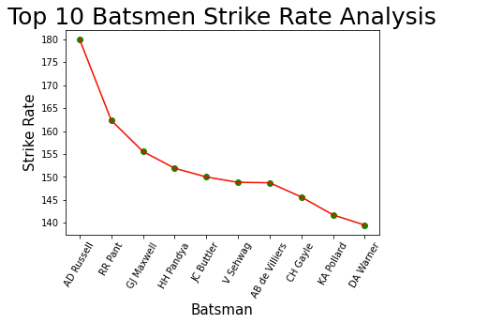 Top 10 Batsmen Strike Rate Analysis
180
175
170
165
160
155
150
145
140
Strike Rate
AD Russell
RR Pant
GJ Maxwell
HH Pandya
JC Buttler
V Sehwag
AB de Villiers
CH Gayle
KA Pollard
DA Warner
Batsman